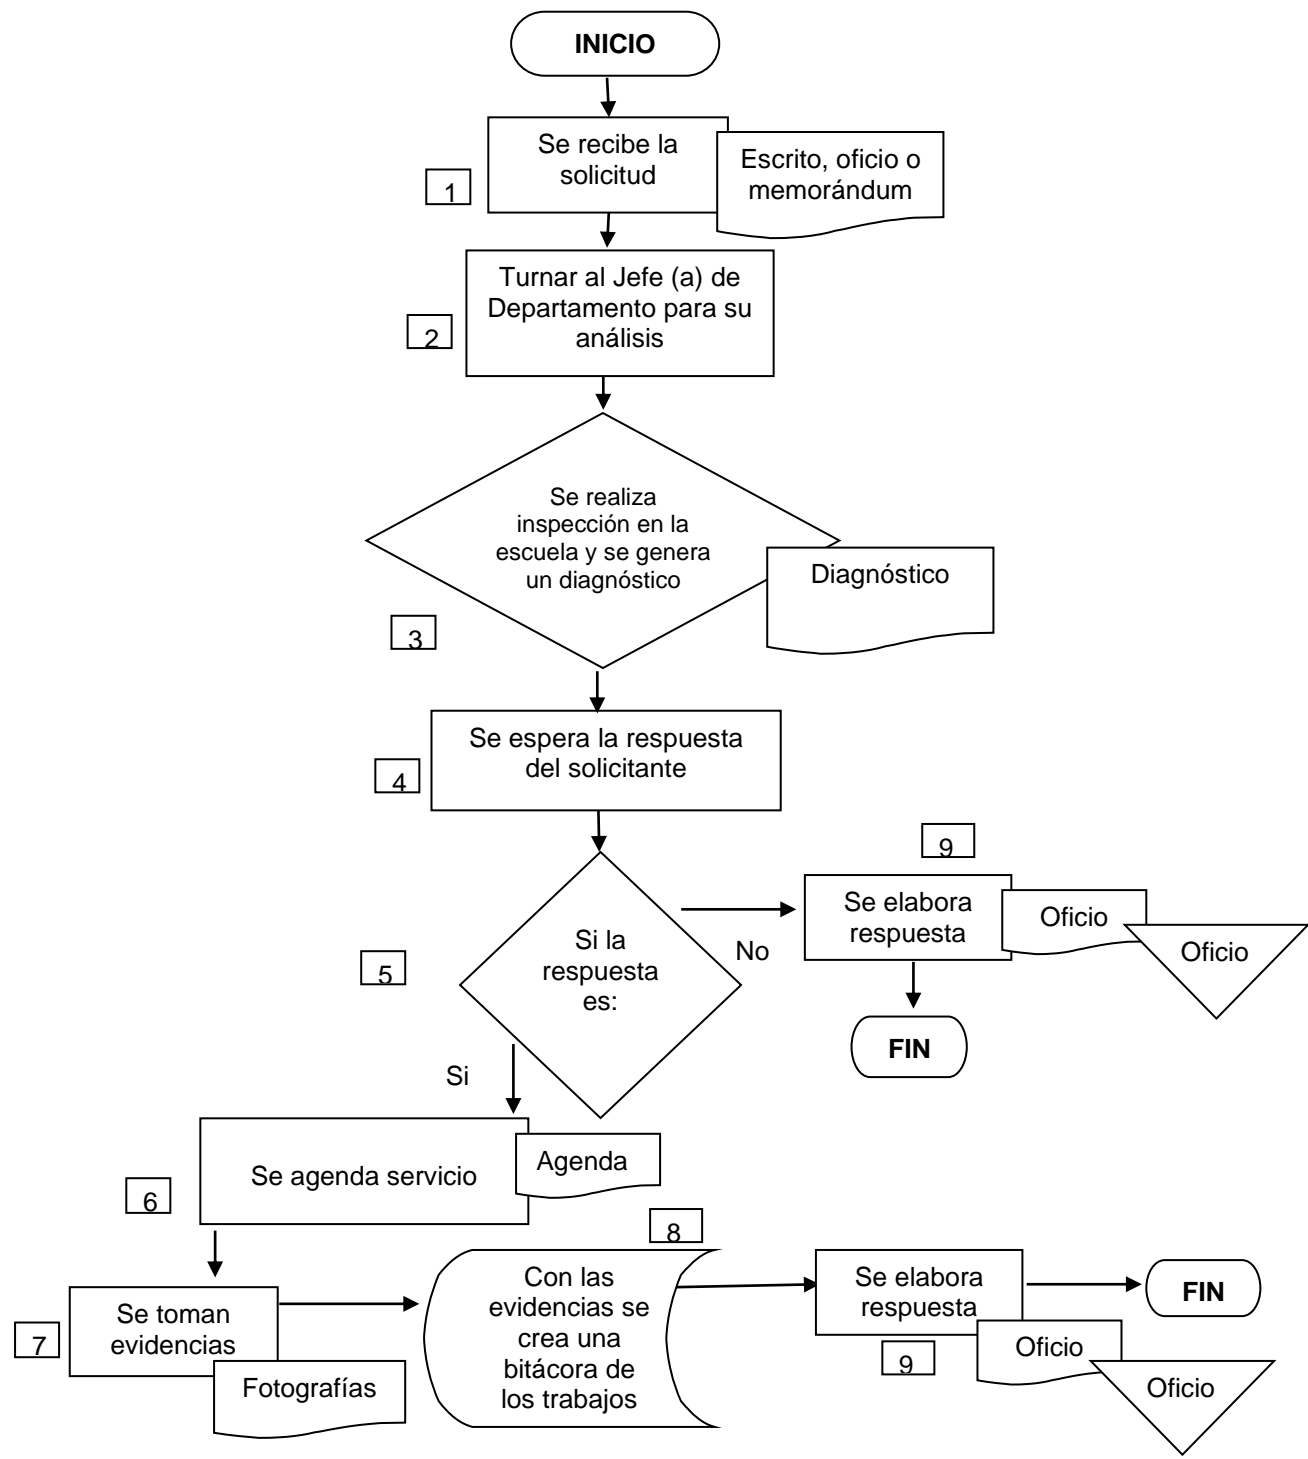 INICIO
Se recibe la
solicitud
Escrito, oficio o
memorándum
1
Turnar al Jefe (a) de
Departamento para su
análisis
2
Se realiza
inspección en la
escuela y se genera
un diagnóstico
Diagnóstico
3
Se espera la respuesta
del solicitante
4
9
Se elabora
respuesta
Oficio
Oficio
Si la
respuesta
es:
No
5
FIN
Si
Se agenda servicio
Agenda
6
8
Se toman
evidencias
7
Fotografías
Con las
evidencias se
crea una
bitácora de
los trabajos
Se elabora
respuesta
FIN
9
Oficio
Oficio